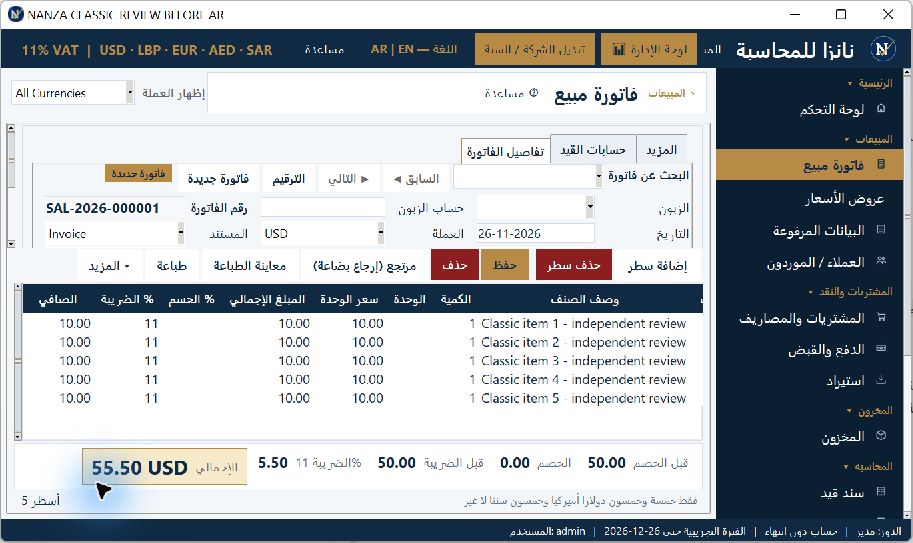 NANZA CLASSIC REVIEW BEFORE AR
نانزا للمحاسبة
لوحة الإدارة
تبديل الشركة / السنة
اللغة — AR | EN
مساعدة
11% VAT | USD · LBP · EUR · AED · SAR
الرئيسية
لوحة التحكم
المبيعات
فاتورة مبيع
عروض الأسعار
البيانات المرفوعة
العملاء / الموردون
المشتريات والنقد
المشتريات والمصاريف
الدفع والقبض
استيراد
المخزون
المخزون
المحاسبة
سند قيد
المبيعات
فاتورة مبيع
مساعدة
إظهار العملة
All Currencies
المزيد
حسابات القيد
تفاصيل الفاتورة
البحث عن فاتورة
السابق
التالي
الترقيم
فاتورة جديدة
فاتورة جديدة
الزبون
حساب الزبون
رقم الفاتورة
SAL-2026-000001
التاريخ
26-11-2026
العملة
USD
المستند
Invoice
إضافة سطر
حذف سطر
حفظ
حذف
مرتجع (إرجاع بضاعة)
معاينة الطباعة
طباعة
المزيد
وصف الصنف الكمية الوحدة سعر الوحدة المبلغ الإجمالي % الحسم % الضريبة الصافي
Classic item 1 - independent review 1 10.00 10.00 11 10.00
Classic item 2 - independent review 1 10.00 10.00 11 10.00
Classic item 3 - independent review 1 10.00 10.00 11 10.00
Classic item 4 - independent review 1 10.00 10.00 11 10.00
Classic item 5 - independent review 1 10.00 10.00 11 10.00
قبل الحسم 50.00
الحسم 0.00
قبل الضريبة 50.00
الضريبة 11% 5.50
الإجمالي 55.50 USD
فقط خمسة وخمسون دولارا أميركيا وخمسون سنتا لا غير
أسطر 5
الدور: مدير | حساب دون انتهاء | الفترة التجريبية حتى 26-12-2026 | admin :المستخدم